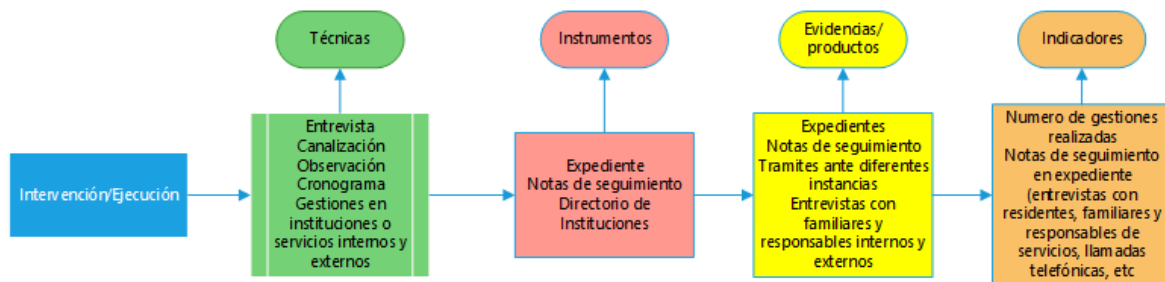 Técnicas
Instrumentos
Evidencias/
productos
Indicadores
Intervención/Ejecución
Entrevista
Canalización
Observación
Cronograma
Gestiones en
instituciones o
servicios internos y
externos
Expediente
Notas de seguimiento
Directorio de
Instituciones
Expedientes
Notas de seguimiento
Tramites ante diferentes
instancias
Entrevistas con
familiares y
responsables internos y
externos
Numero de gestiones
realizadas
Notas de seguimiento
en expediente
(entrevistas con
residentes, familiares y
responsables de
servicios, llamadas
telefónicas, etc